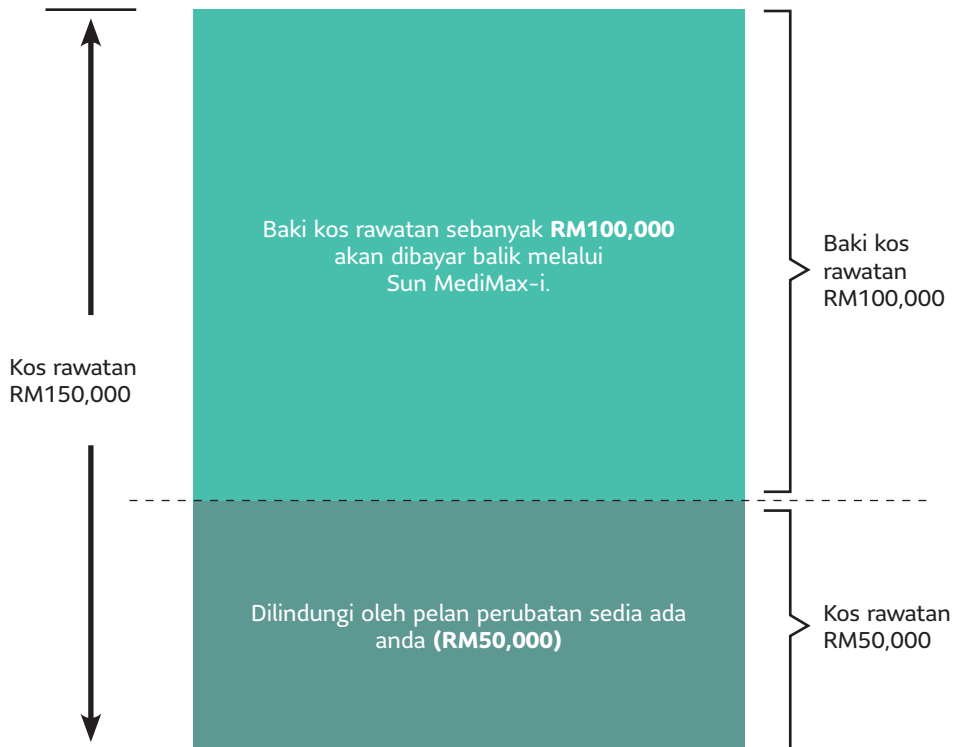 Kos rawatan
RM150,000
Baki kos rawatan sebanyak RM100,000
akan dibayar balik melalui
Sun MediMax-i.
Baki kos
rawatan
RM100,000
Dilindungi oleh pelan perubatan sedia ada
anda (RM50,000)
Kos rawatan
RM50,000